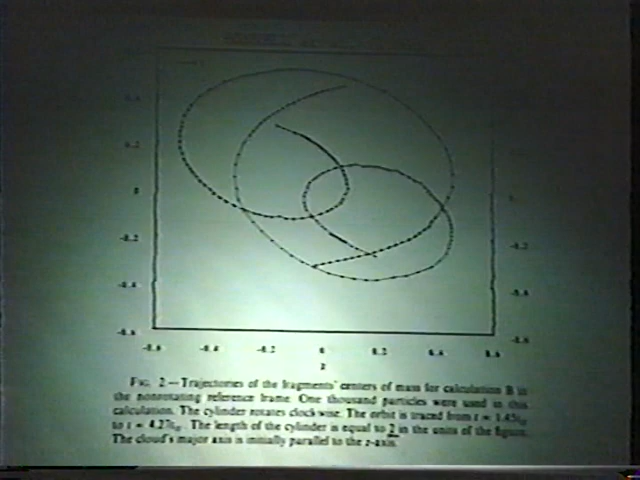 0.2
0
-0.2 -0.2
-0.4 -0.4
-0.6 -0.6
-0.6 -0.4 -0.2 0 0.2 0.4 0.6
FIG. 2—Trajectories of the fragments' centers of mass for calculation B in
the nonrotating reference frame. One thousand particles were used in this
calculation. The cylinder rotates clockwise. The orbit is traced from t = 1.45
to t = 4.27 The length of the cylinder is equal to 2 in the units of the figure.
The cloud's major axis is initially parallel to the z-axis.